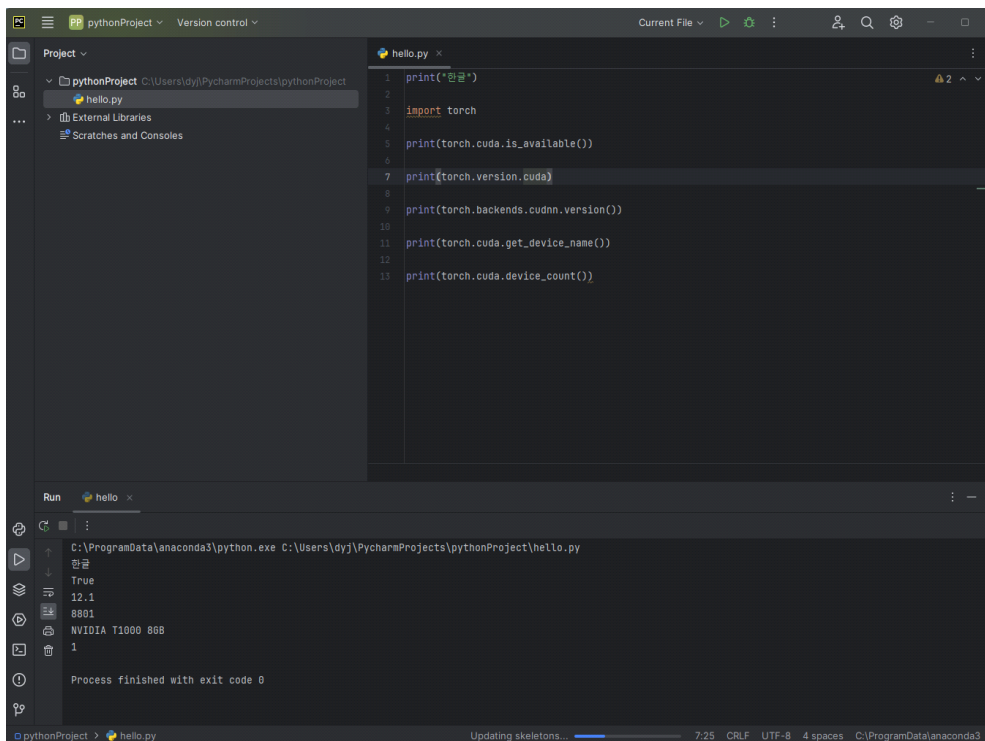 PC PP pythonProject Version control Current File
Project
hello.py
pythonProject C:\Users\dyj\PycharmProjects\pythonProject
hello.py
External Libraries
Scratches and Consoles
1 print("한글")
2
3 import torch
4
5 print(torch.cuda.is_available())
6
7 print(torch.version.cuda)
8
9 print(torch.backends.cudnn.version())
10
11 print(torch.cuda.get_device_name())
12
13 print(torch.cuda.device_count())
2
Run hello
C:\ProgramData\anaconda3\python.exe C:\Users\dyj\PycharmProjects\pythonProject\hello.py
한글
True
12.1
8801
NVIDIA T1000 8GB
1
Process finished with exit code 0
pythonProject > hello.py Updating skeletons... 7:25 CRLF UTF-8 4 spaces C:\ProgramData\anaconda3